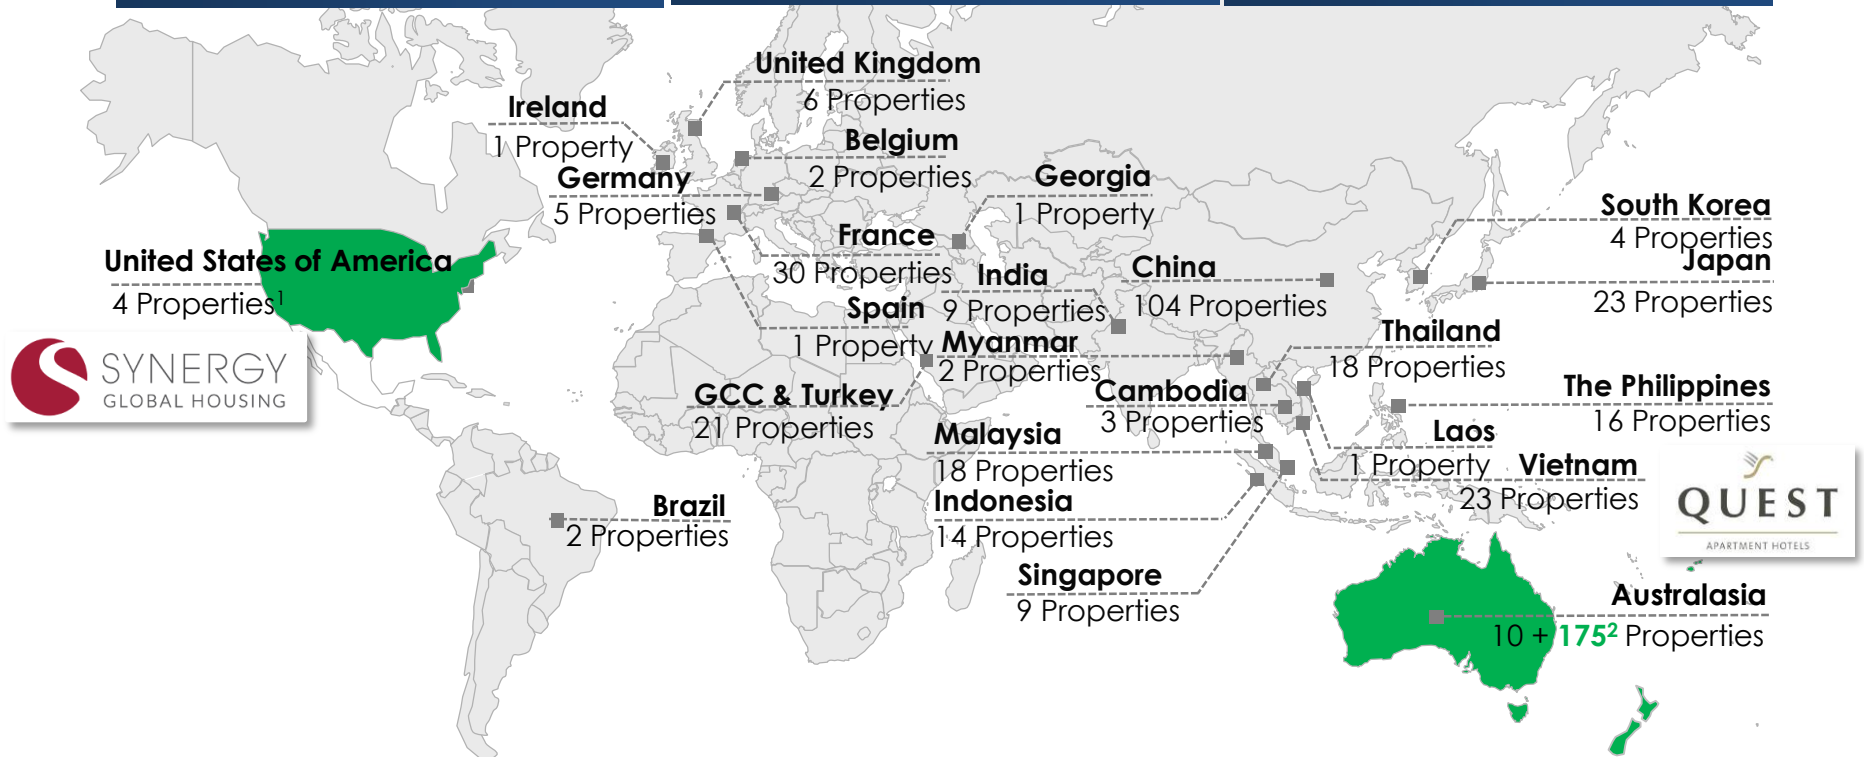 United Kingdom
6 Properties
Ireland
1 Property
Belgium
2 Properties
Germany
5 Properties
Georgia
1 Property
South Korea
4 Properties
Japan
23 Properties
France
30 Properties
United States of America
4 Properties¹
India
9 Properties
China
104 Properties
Spain
1 Property
Myanmar
2 Properties
Thailand
18 Properties
SYNERGY
GLOBAL HOUSING
GCC & Turkey
21 Properties
Cambodia
3 Properties
The Philippines
16 Properties
Malaysia
18 Properties
Laos
1 Property
Vietnam
23 Properties
QUEST
APARTMENT HOTELS
Brazil
2 Properties
Indonesia
14 Properties
Singapore
9 Properties
Australasia
10 + 175² Properties